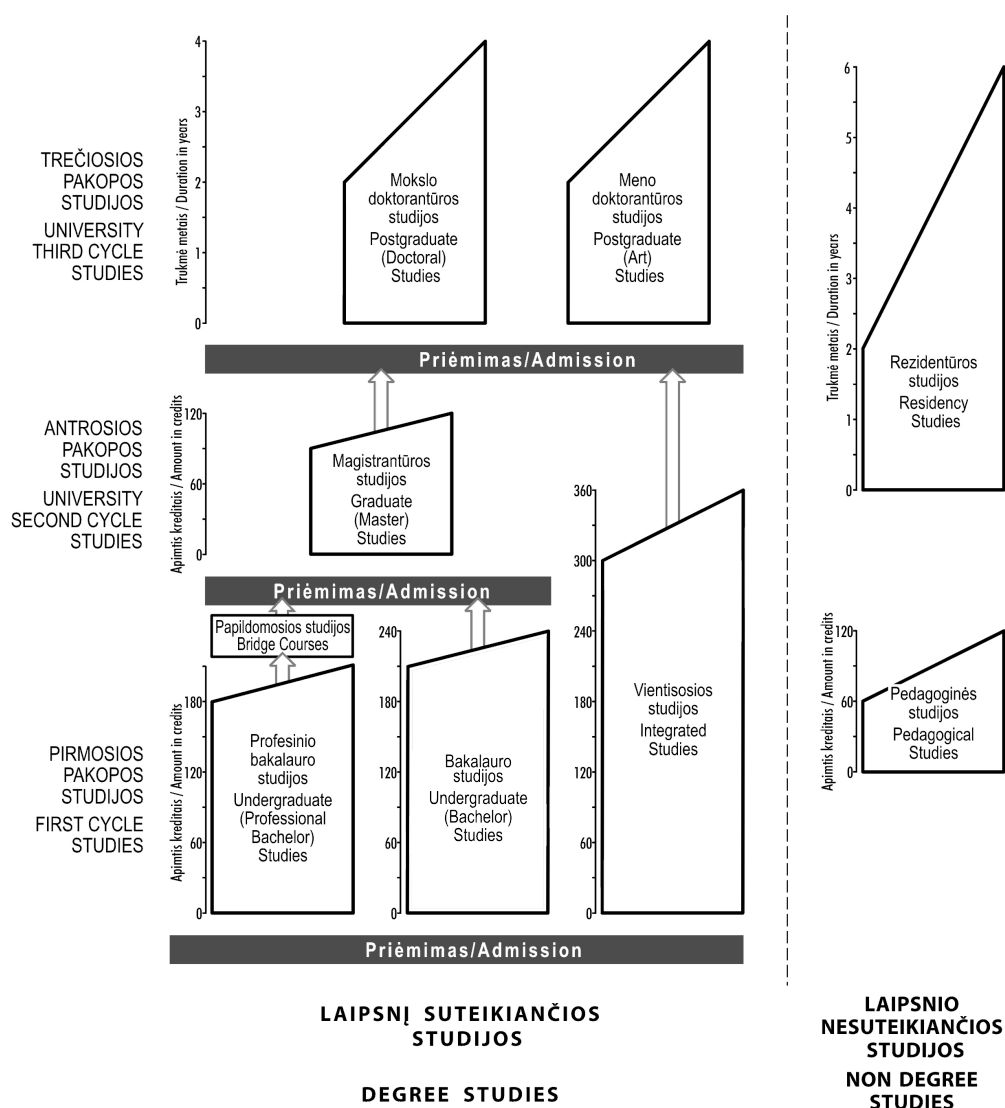 TREČIOSIOS
PAKOPOS
STUDIJOS
UNIVERSITY
THIRD CYCLE
STUDIES
Trukmė metais / Duration in years
4
3
2
1
0
Mokslo
doktorantūros
studijos
Postgraduate
(Doctoral)
Studies
Meno
doktorantūros
studijos
Postgraduate
(Art)
Studies
Priėmimas/Admission
ANTROSIOS
PAKOPOS
STUDIJOS
UNIVERSITY
SECOND CYCLE
STUDIES
Apimtis kreditais / Amount in credits
120
60
0
Magistrantūros
studijos
Graduate
(Master)
Studies
Priėmimas/Admission
Papildomosios studijos
Bridge Courses
PIRMOSIOS
PAKOPOS
STUDIJOS
FIRST CYCLE
STUDIES
Apimtis kreditais / Amount in credits
180
120
60
0
Profesinio
bakalauro
studijos
Undergraduate
(Professional
Bachelor)
Studies
240
180
120
60
0
Bakalauro
studijos
Undergraduate
(Bachelor)
Studies
360
300
240
180
120
60
0
Vientisosios
studijos
Integrated
Studies
Priėmimas/Admission
LAIPSNĮ SUTEIKIANČIOS
STUDIJOS
DEGREE STUDIES
Trukmė metais / Duration in years
6
5
4
3
2
1
0
Rezidentūros
studijos
Residency
Studies
Apimtis kreditais / Amount in credits
120
60
0
Pedagoginės
studijos
Pedagogical
Studies
LAIPSNIO
NESUTEIKIANČIOS
STUDIJOS
NON DEGREE
STUDIES